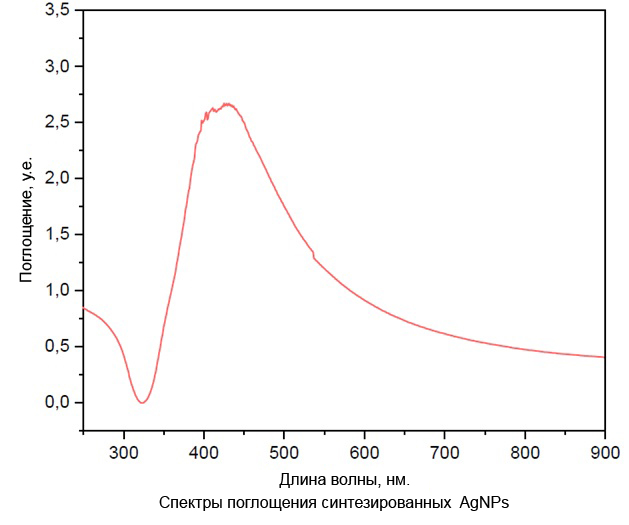 3,5
3,0
2,5
2,0
1,5
1,0
0,5
0,0
Поглощение, у.е.
300 400 500 600 700 800 900
Длина волны, нм.
Спектры поглощения синтезированных AgNPs